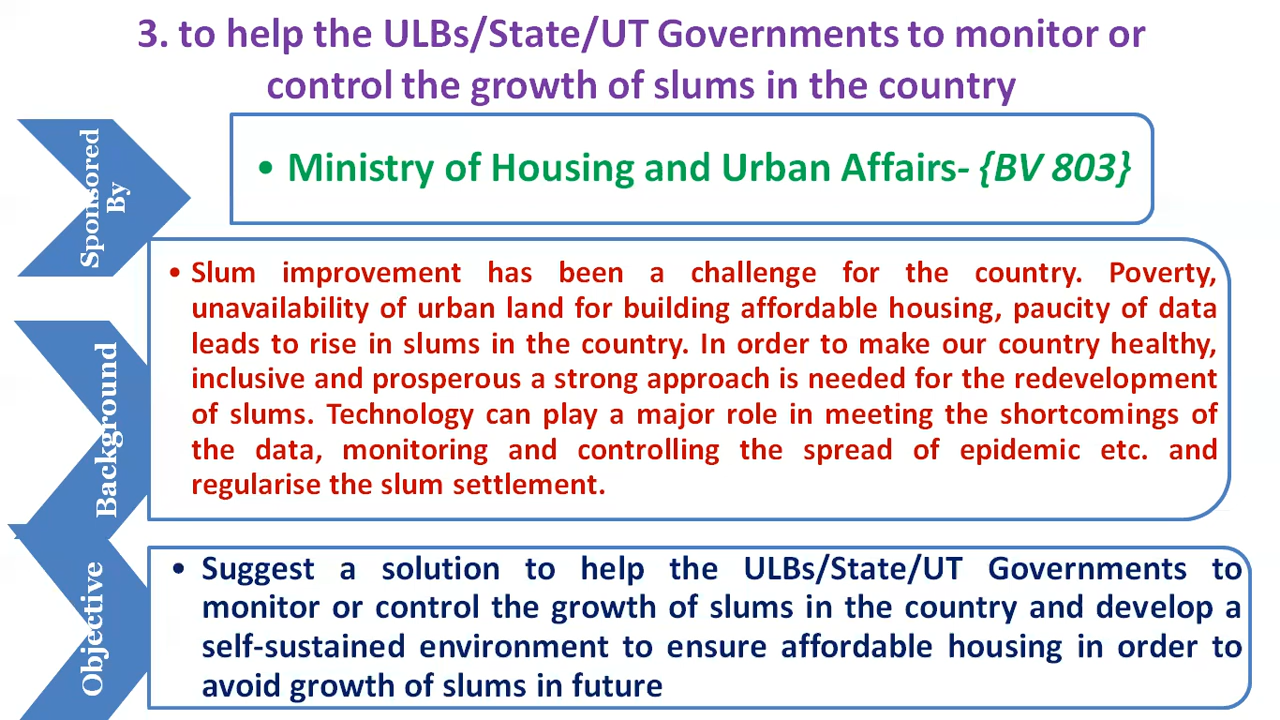 3. to help the ULBs/State/UT Governments to monitor or
control the growth of slums in the country
Sponsored
By
• Ministry of Housing and Urban Affairs- {BV 803}
Background
• Slum improvement has been a challenge for the country. Poverty,
unavailability of urban land for building affordable housing, paucity of data
leads to rise in slums in the country. In order to make our country healthy,
inclusive and prosperous a strong approach is needed for the redevelopment
of slums. Technology can play a major role in meeting the shortcomings of
the data, monitoring and controlling the spread of epidemic etc. and
regularise the slum settlement.
Objective
• Suggest a solution to help the ULBs/State/UT Governments to
monitor or control the growth of slums in the country and develop a
self-sustained environment to ensure affordable housing in order to
avoid growth of slums in future